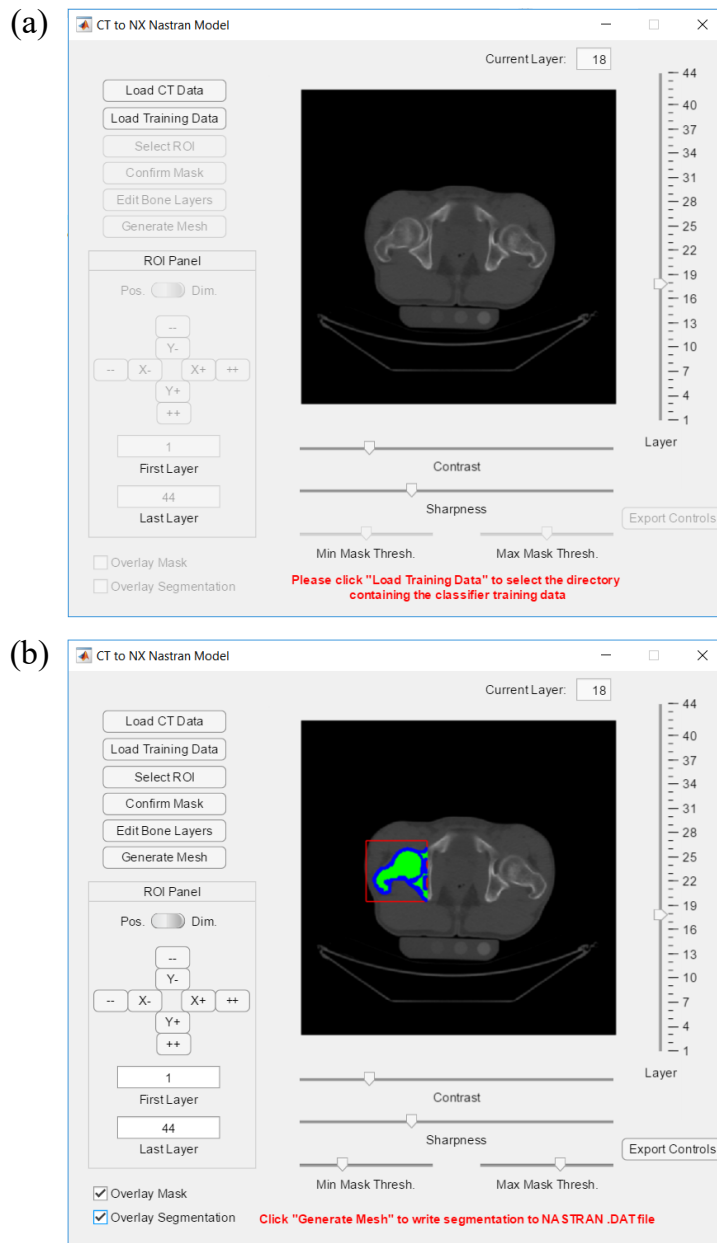 (a)
CT to NX Nastran Model
Current Layer: 18
Load CT Data
Load Training Data
Select ROI
Confirm Mask
Edit Bone Layers
Generate Mesh
ROI Panel
Pos. Dim.
--
Y-
-- X- X+ ++
Y+
++
1
First Layer
44
Last Layer
Overlay Mask
Overlay Segmentation
44
40
37
34
31
28
25
22
19
16
13
10
7
4
1
Layer
Contrast
Sharpness
Min Mask Thresh. Max Mask Thresh.
Export Controls
Please click "Load Training Data" to select the directory
containing the classifier training data
(b)
CT to NX Nastran Model
Current Layer: 18
Load CT Data
Load Training Data
Select ROI
Confirm Mask
Edit Bone Layers
Generate Mesh
ROI Panel
Pos. Dim.
--
Y-
-- X- X+ ++
Y+
++
1
First Layer
44
Last Layer
Overlay Mask
Overlay Segmentation
44
40
37
34
31
28
25
22
19
16
13
10
7
4
1
Layer
Contrast
Sharpness
Min Mask Thresh. Max Mask Thresh.
Export Controls
Click "Generate Mesh" to write segmentation to NASTRAN .DAT file